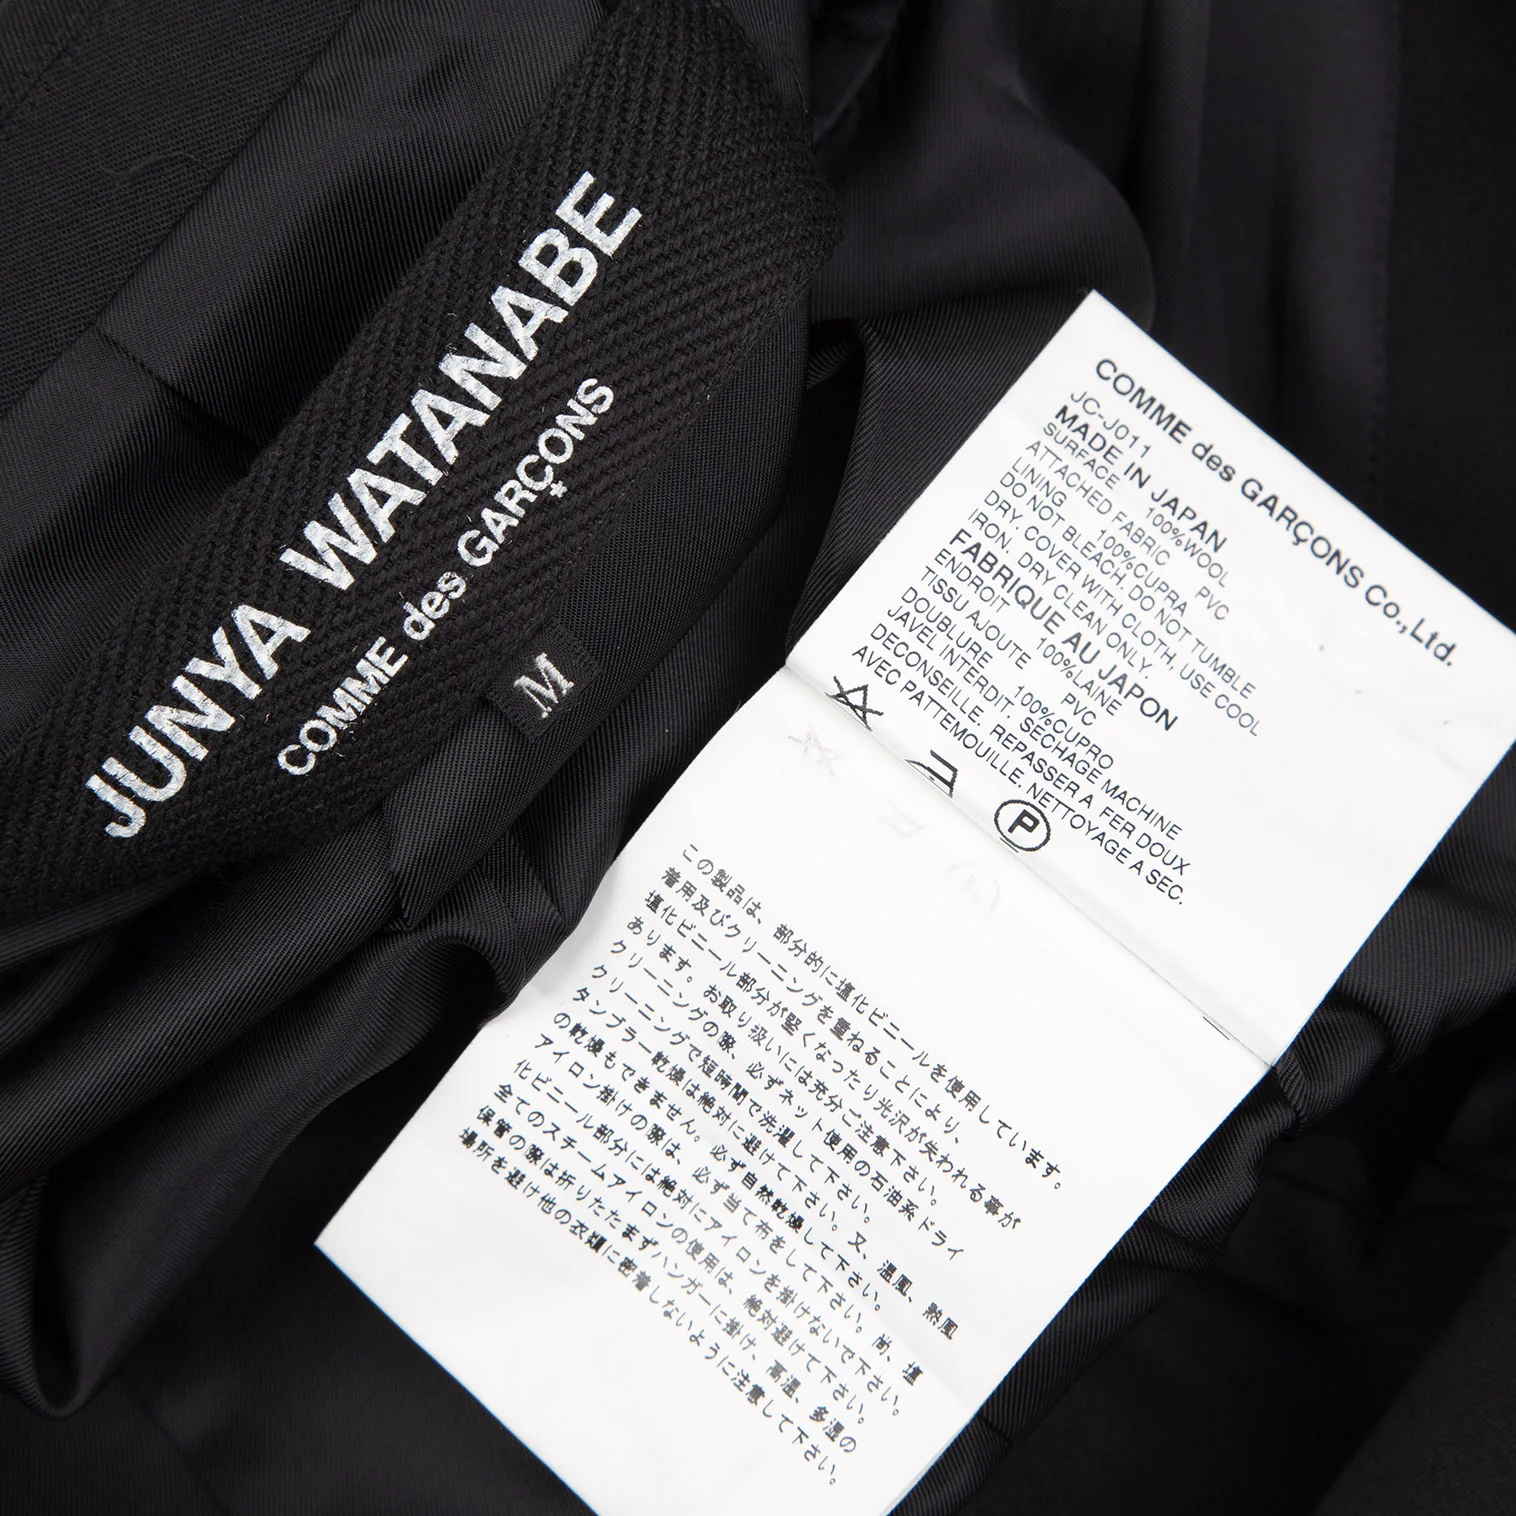 JUNYA WATANABE
COMME des GARÇONS
M
COMME des GARÇONS Co.,Ltd.
JC-J011
MADE IN JAPAN
SURFACE 100%WOOL
ATTACHED FABRIC PVC
LINING 100%CUPRA
DO NOT BLEACH. DO NOT TUMBLE
DRY. COVER WITH CLOTH, USE COOL
IRON. DRY CLEAN ONLY.
FABRIQUE AU JAPON
ENDROIT 100%LAINE
TISSU AJOUTE PVC
DOUBLURE 100%CUPRO
JAVEL INTERDIT. SECHAGE MACHINE
DECONSEILLE. REPASSER A FER DOUX
AVEC PATTEMOUILLE. NETTOYAGE A SEC.
P
この製品は、部分的に塩化ビニールを使用しています。
着用及びクリーニングを重ねることにより、
塩化ビニール部分が堅くなったり光沢が失われる事が
あります。お取り扱いには充分ご注意下さい。
クリーニングの際、必ずネット使用の石油系ドライ
クリーニングで短時間で洗濯して下さい。
タンブラー乾燥は絶対に避けて下さい。又、温風、熱風
の乾燥もできません。必ず自然乾燥して下さい。
アイロン掛けの際は、必ず当て布をして下さい。尚、塩
化ビニール部分には絶対にアイロンを掛けないで下さい。
全てのスチームアイロンの使用は、絶対避けて下さい。
保管の際は折りたたまずハンガーに掛け、高温、多湿の
場所を避け他の衣類に密着しないように注意して下さい。